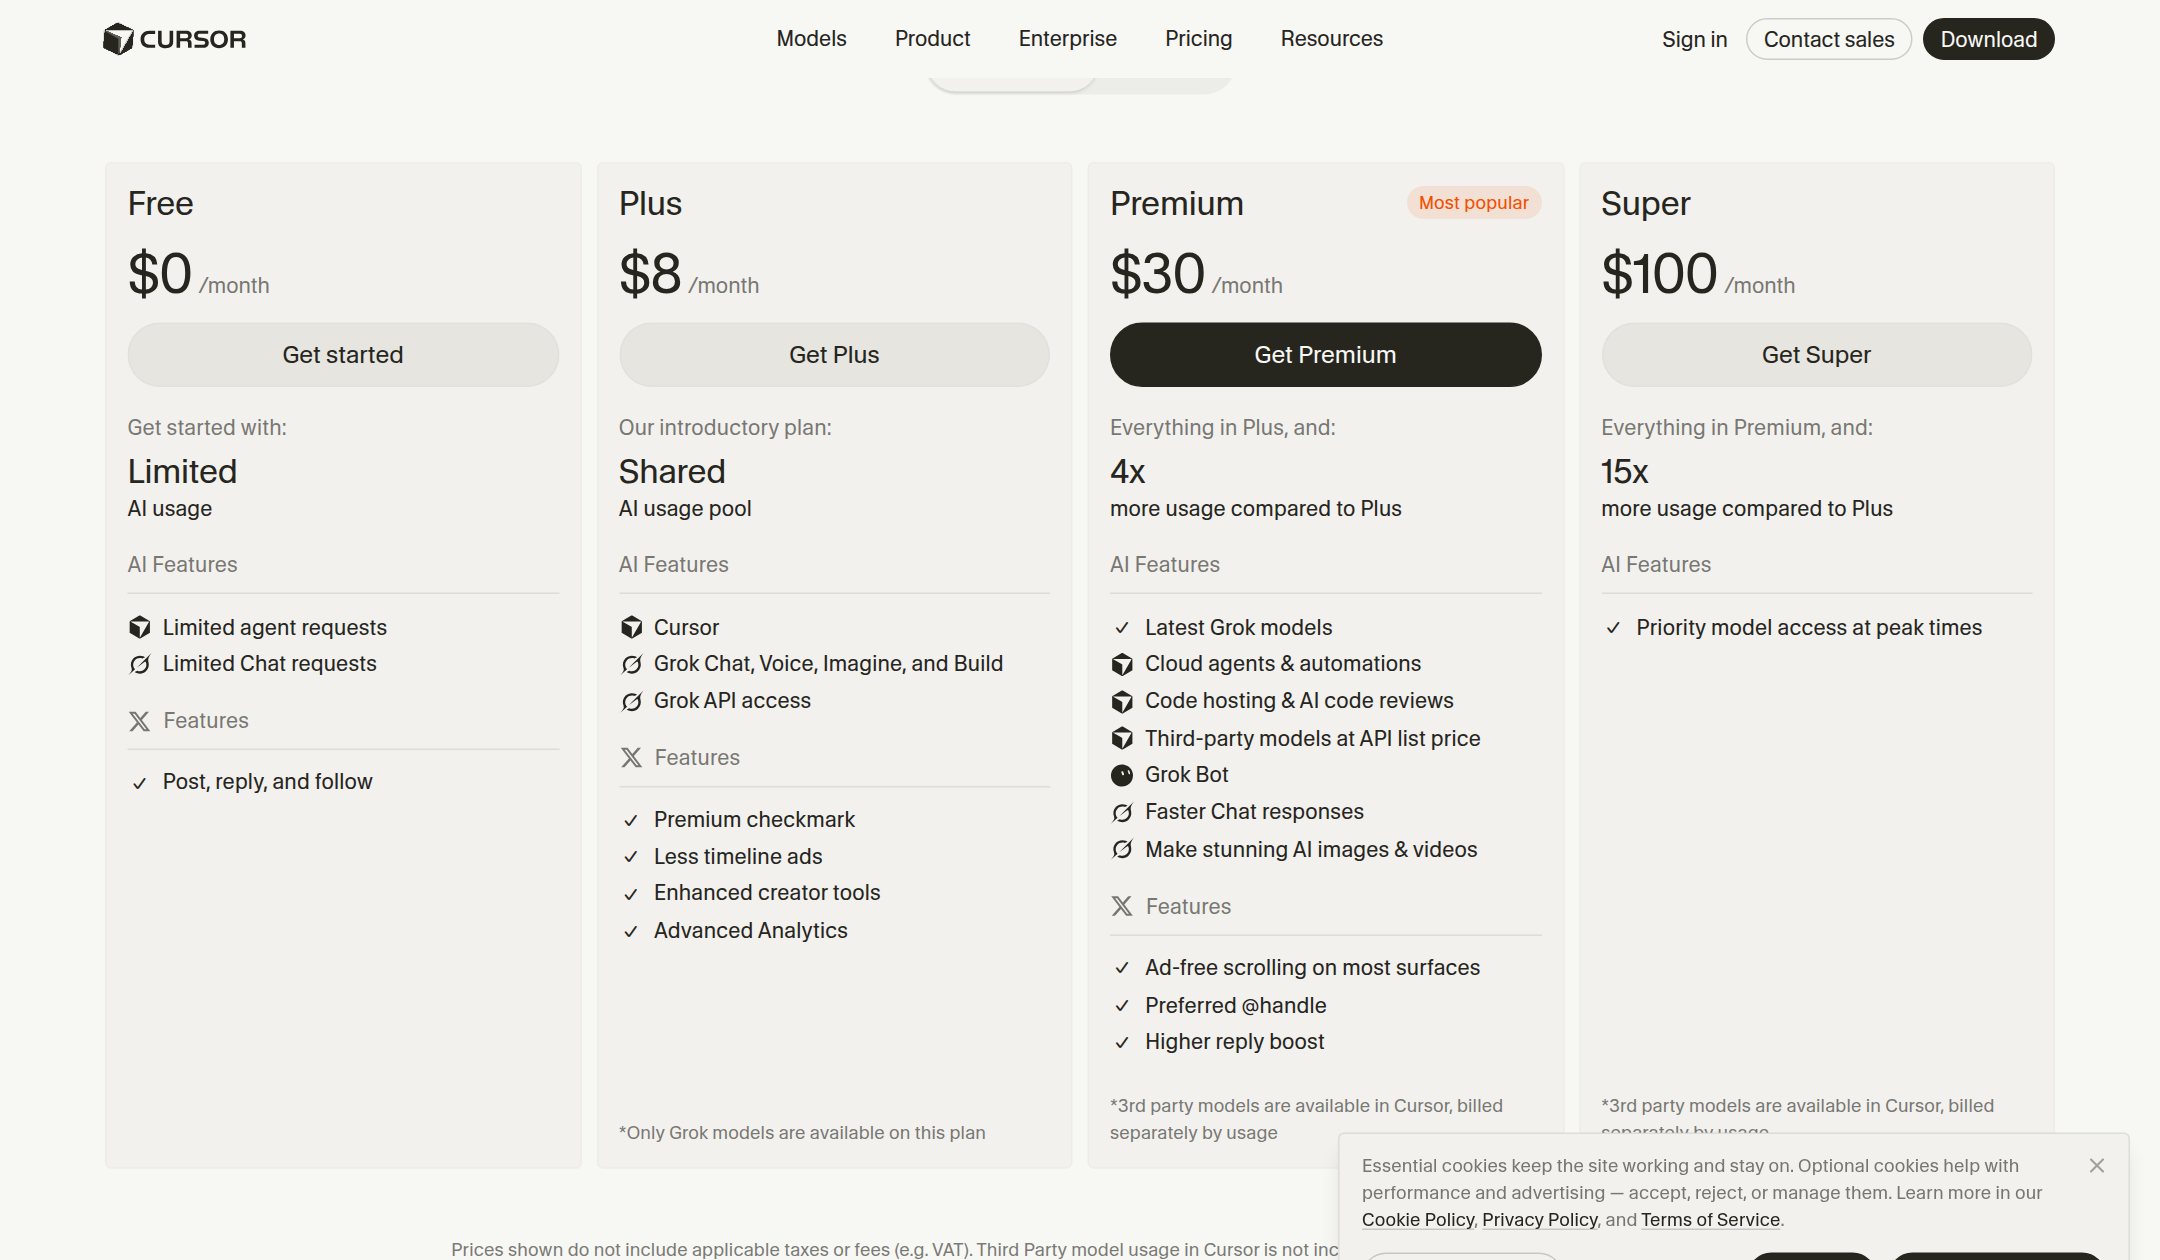 CURSOR
Models
Product
Enterprise
Pricing
Resources
Sign in
Contact sales
Download
Free
$0 /month
Get started
Get started with:
Limited
AI usage
AI Features
Limited agent requests
Limited Chat requests
X Features
Post, reply, and follow
Plus
$8 /month
Get Plus
Our introductory plan:
Shared
AI usage pool
AI Features
Cursor
Grok Chat, Voice, Imagine, and Build
Grok API access
X Features
Premium checkmark
Less timeline ads
Enhanced creator tools
Advanced Analytics
*Only Grok models are available on this plan
Premium
Most popular
$30 /month
Get Premium
Everything in Plus, and:
4x
more usage compared to Plus
AI Features
Latest Grok models
Cloud agents & automations
Code hosting & AI code reviews
Third-party models at API list price
Grok Bot
Faster Chat responses
Make stunning AI images & videos
X Features
Ad-free scrolling on most surfaces
Preferred @handle
Higher reply boost
*3rd party models are available in Cursor, billed
separately by usage
Super
$100 /month
Get Super
Everything in Premium, and:
15x
more usage compared to Plus
AI Features
Priority model access at peak times
*3rd party models are available in Cursor, billed
separately by usage
Essential cookies keep the site working and stay on. Optional cookies help with
performance and advertising — accept, reject, or manage them. Learn more in our
Cookie Policy, Privacy Policy, and Terms of Service.
Prices shown do not include applicable taxes or fees (e.g. VAT). Third Party model usage in Cursor is not inc